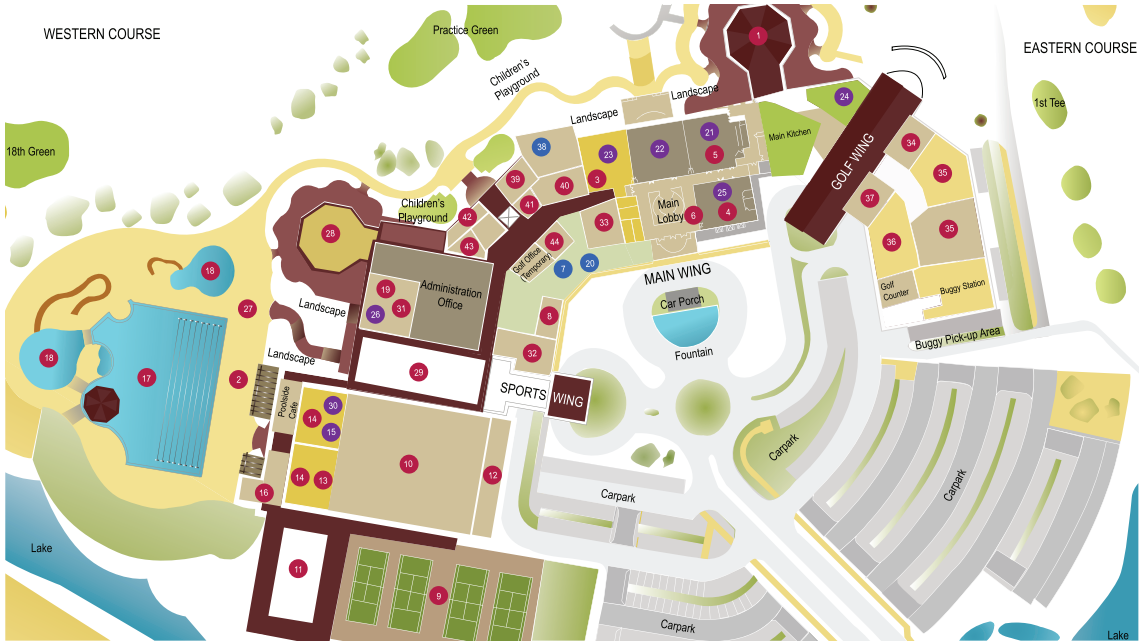 WESTERN COURSE
Practice Green
EASTERN COURSE
1
Children's
Playground
Landscape
Landscape
1st Tee
24
18th Green
21
Main Kitchen
22
5
23
38
34
GOLF WING
35
39
40
3
25
37
Main
Lobby
6
4
41
42
33
Children's
Playground
28
43
44
Golf Office
(Temporary)
36
35
7
20
18
MAIN WING
Administration
Office
19
31
26
Car Porch
Golf
Counter
Buggy Station
27
Landscape
8
Buggy Pick-up Area
Fountain
18
Landscape
32
29
17
2
SPORTS
WING
Poolside
Cafe
30
14
15
Carpark
10
12
14
13
16
Carpark
Carpark
Lake
11
9
Carpark
Lake